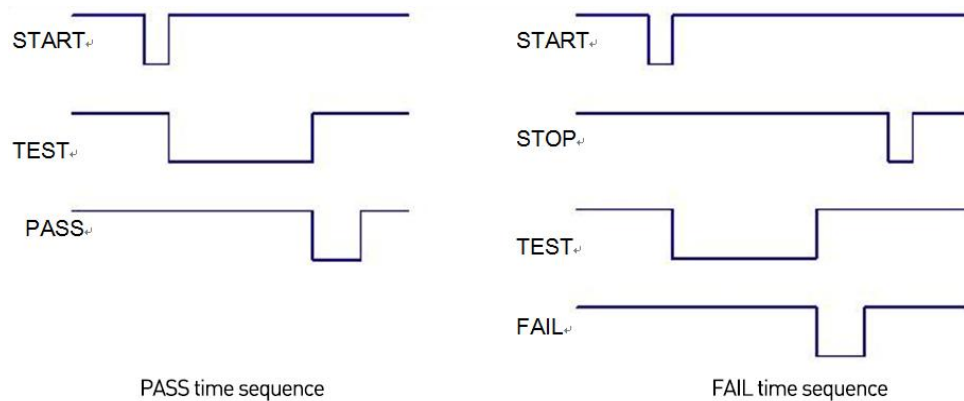 START↵
TEST↵
PASS↵
PASS time sequence
START↵
STOP↵
TEST↵
FAIL↵
FAIL time sequence